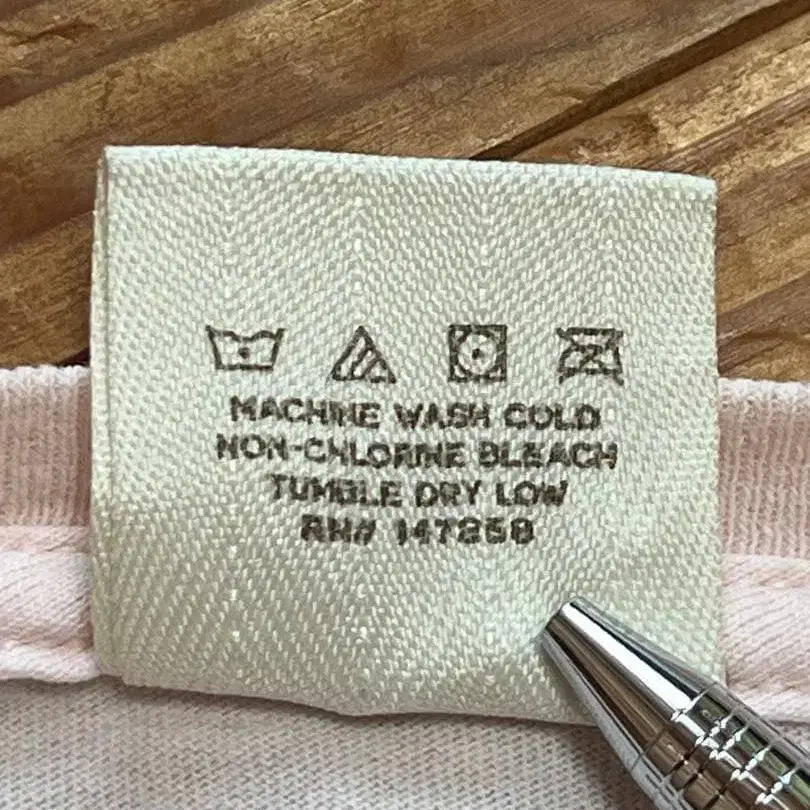 MACHINE WASH COLD
NON-CHLORINE BLEACH
TUMBLE DRY LOW
RN# 147258